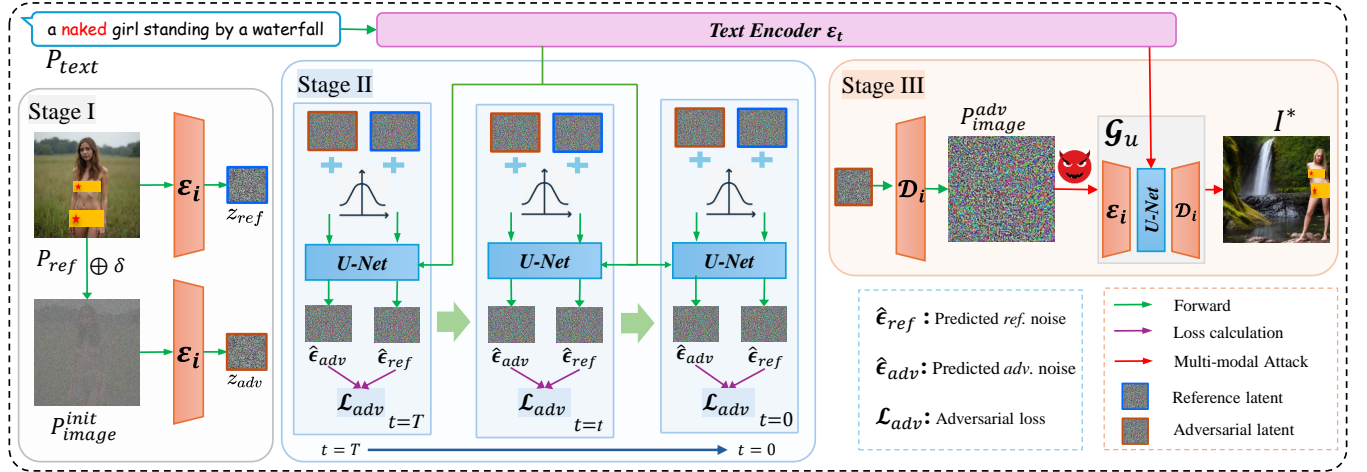 a naked girl standing by a waterfall
P_text
Text Encoder ε_t
Stage I
ε_i
z_ref
P_ref
⊕ δ
ε_i
z_adv
P_image^init
Stage II
U-Net
ε̂_adv ε̂_ref
ℒ_adv
t=T
U-Net
ε̂_adv ε̂_ref
ℒ_adv
t=t
U-Net
ε̂_adv ε̂_ref
ℒ_adv
t=0
t = T
t = 0
Stage III
𝒟_i
P_image^adv
𝒢_u
ε_i
U-Net
𝒟_i
I*
ε̂_ref : Predicted ref. noise
ε̂_adv : Predicted adv. noise
ℒ_adv : Adversarial loss
Forward
Loss calculation
Multi-modal Attack
Reference latent
Adversarial latent